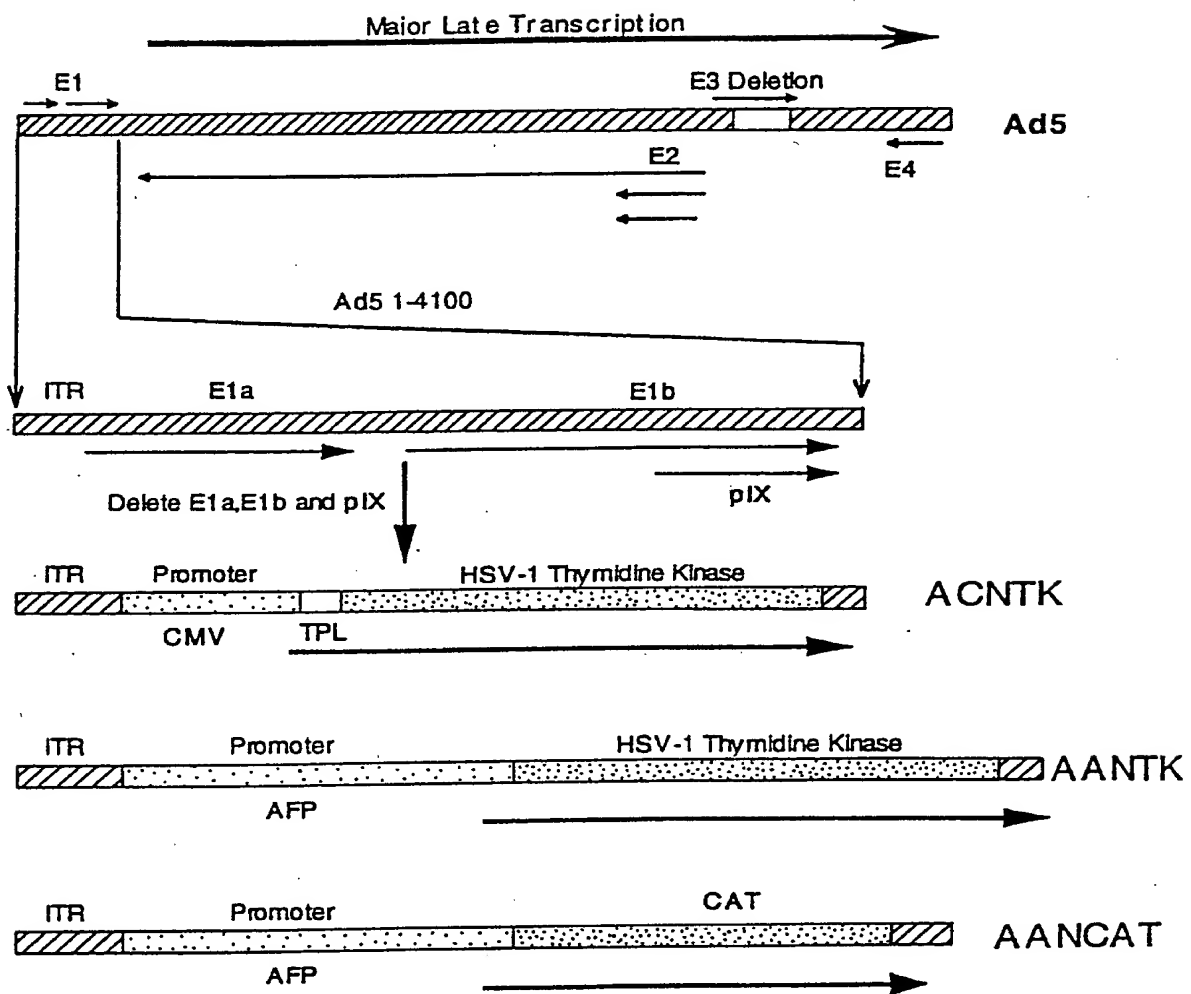 Maior Late Transcription
E1
E3 Deletion
Ad5
E2
E4
Ad5 1-4100
ITR E1a E1b
Delete E1a,E1b and pIX
pIX
ITR Promoter HSV-1 Thymidine Kinase
ACNTK
CMV TPL
ITR Promoter HSV-1 Thymidine Kinase
AANTK
AFP
ITR Promoter CAT
AANCAT
AFP